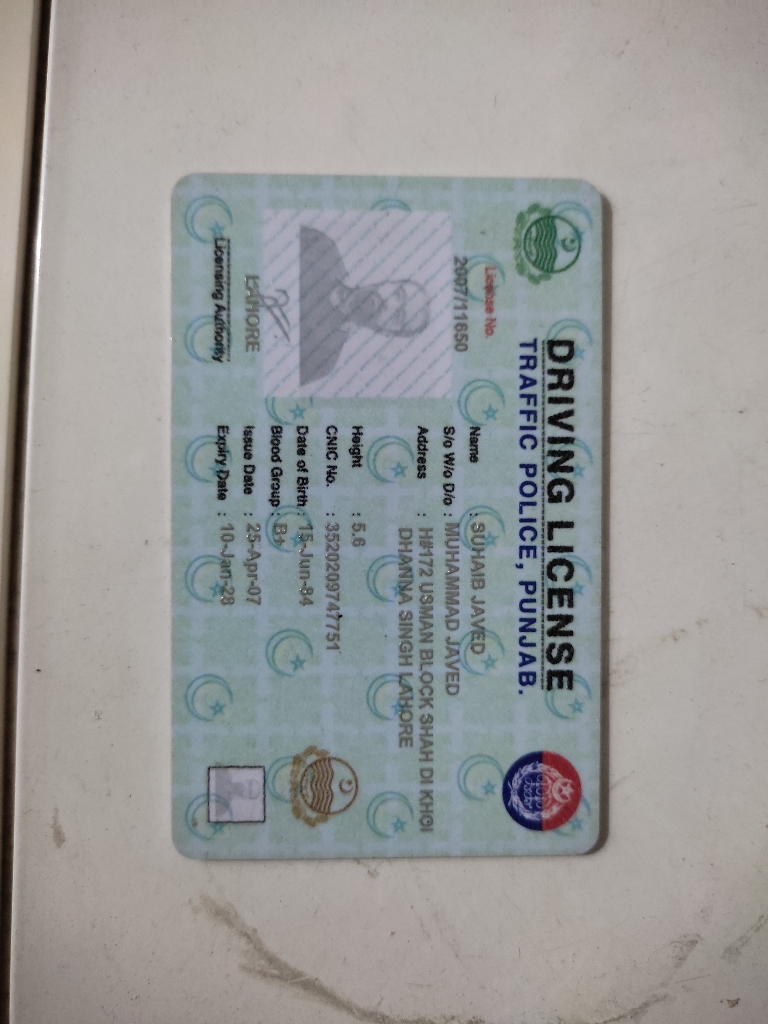 DRIVING LICENSE
TRAFFIC POLICE, PUNJAB.
License No.
2007/11650
Name : SUHAIB JAVED
S/o W/o D/o : MUHAMMAD JAVED
Address : H#172 USMAN BLOCK SHAH DI KHOI
DHANNA SINGH LAHORE
Height : 5.6
CNIC No. : 3520209747751
Date of Birth : 15-Jun-84
Blood Group : B+
Issue Date : 25-Apr-07
Expiry Date : 10-Jan-28
LAHORE
Licensing Authority